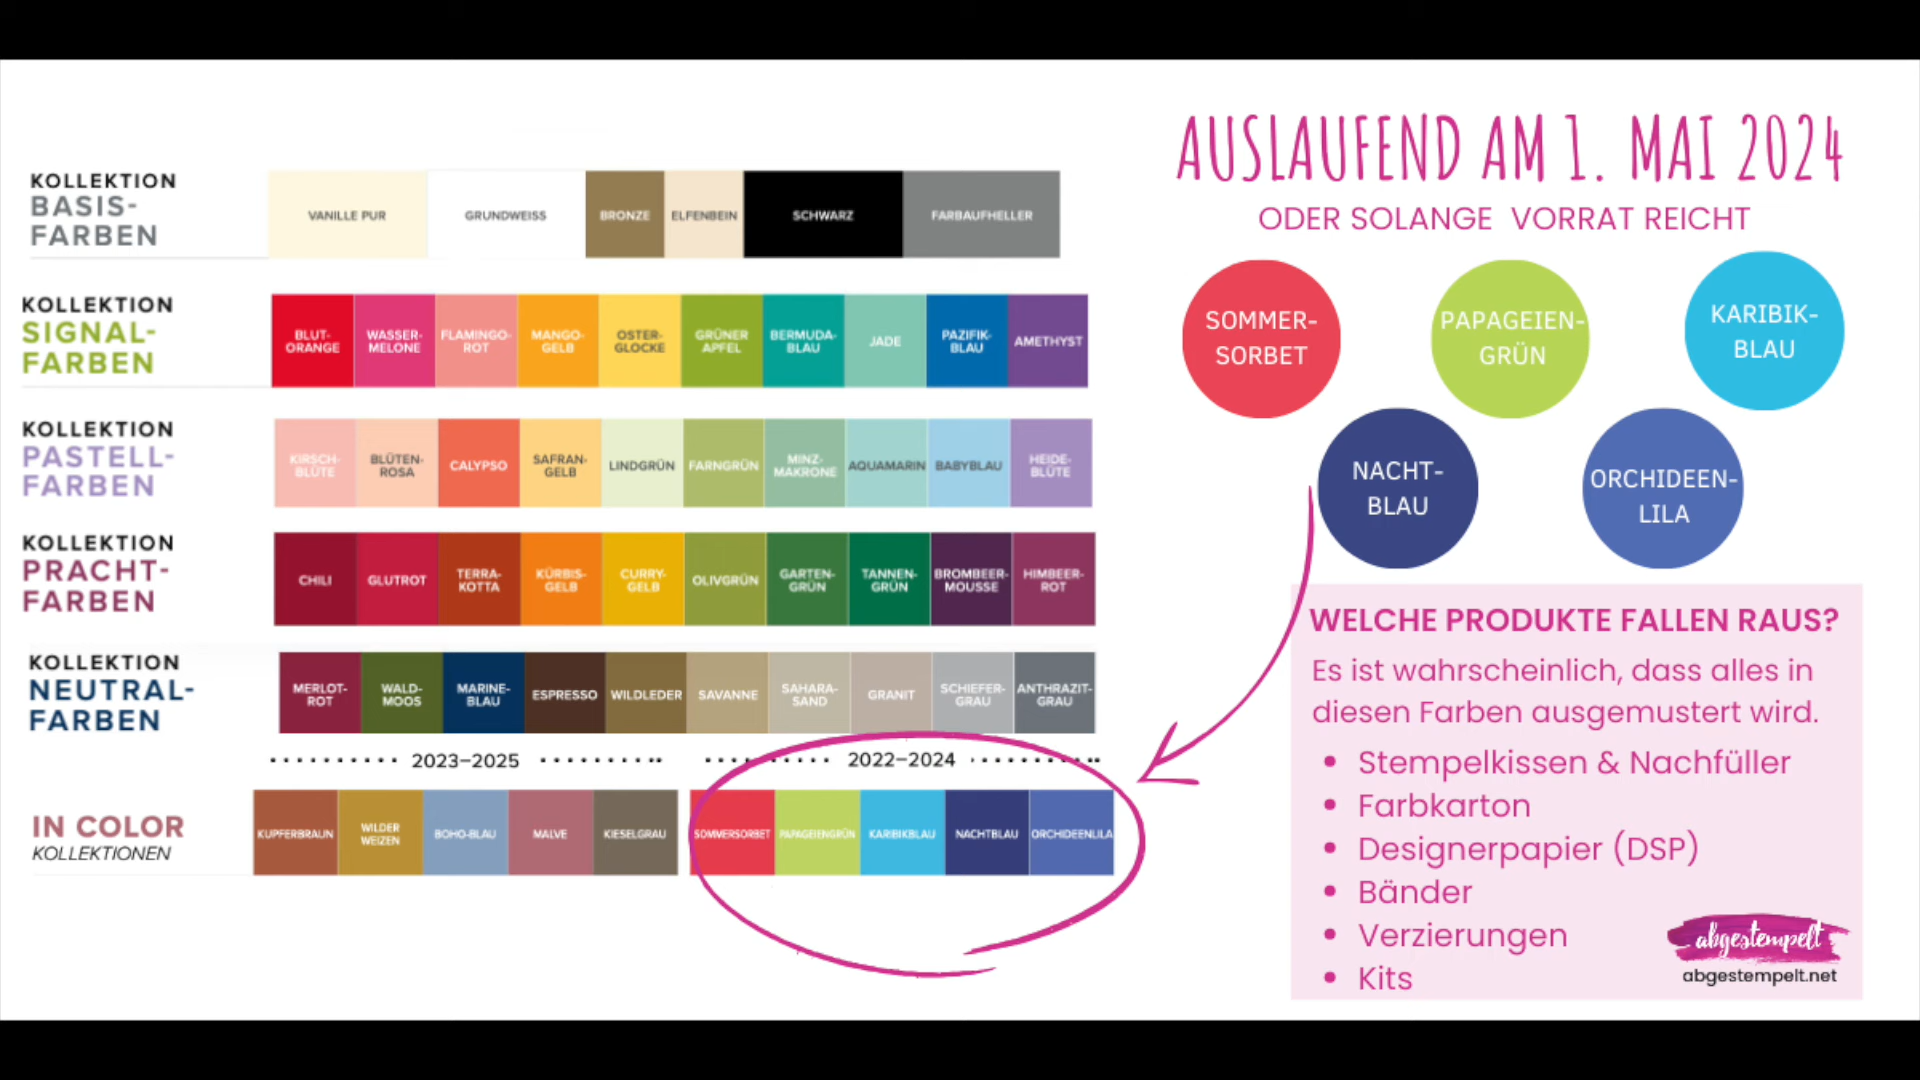 KOLLEKTION
BASIS-
FARBEN
VANILLE PUR
GRUNDWEISS
BRONZE
ELFENBEIN
SCHWARZ
FARBAUFHELLER
KOLLEKTION
SIGNAL-
FARBEN
BLUT-
ORANGE
WASSER-
MELONE
FLAMINGO-
ROT
MANGO-
GELB
OSTER-
GLOCKE
GRÜNER
APFEL
BERMUDA-
BLAU
JADE
PAZIFIK-
BLAU
AMETHYST
KOLLEKTION
PASTELL-
FARBEN
KIRSCH-
BLÜTE
BLÜTEN-
ROSA
CALYPSO
SAFRAN-
GELB
LINDGRÜN
FARNGRÜN
MINZ-
MAKRONE
AQUAMARIN
BABYBLAU
HEIDE-
BLÜTE
KOLLEKTION
PRACHT-
FARBEN
CHILI
GLUTROT
TERRA-
KOTTA
KÜRBIS-
GELB
CURRY-
GELB
OLIVGRÜN
GARTEN-
GRÜN
TANNEN-
GRÜN
BROMBEER-
MOUSSE
HIMBEER-
ROT
KOLLEKTION
NEUTRAL-
FARBEN
MERLOT-
ROT
WALD-
MOOS
MARINE-
BLAU
ESPRESSO
WILDLEDER
SAVANNE
SAHARA-
SAND
GRANIT
SCHIEFER-
GRAU
ANTHRAZIT-
GRAU
2023–2025
2022–2024
IN COLOR
KOLLEKTIONEN
KUPFERBRAUN
WILDER
WEIZEN
BOHO-BLAU
MALVE
KIESELGRAU
SOMMERSORBET
PAPAGEIENGRÜN
KARIBIKBLAU
NACHTBLAU
ORCHIDEENLILA
AUSLAUFEND AM 1. MAI 2024
ODER SOLANGE VORRAT REICHT
SOMMER-
SORBET
PAPAGEIEN-
GRÜN
KARIBIK-
BLAU
NACHT-
BLAU
ORCHIDEEN-
LILA
WELCHE PRODUKTE FALLEN RAUS?
Es ist wahrscheinlich, dass alles in
diesen Farben ausgemustert wird.
• Stempelkissen & Nachfüller
• Farbkarton
• Designerpapier (DSP)
• Bänder
• Verzierungen
• Kits
abgestempelt
abgestempelt.net